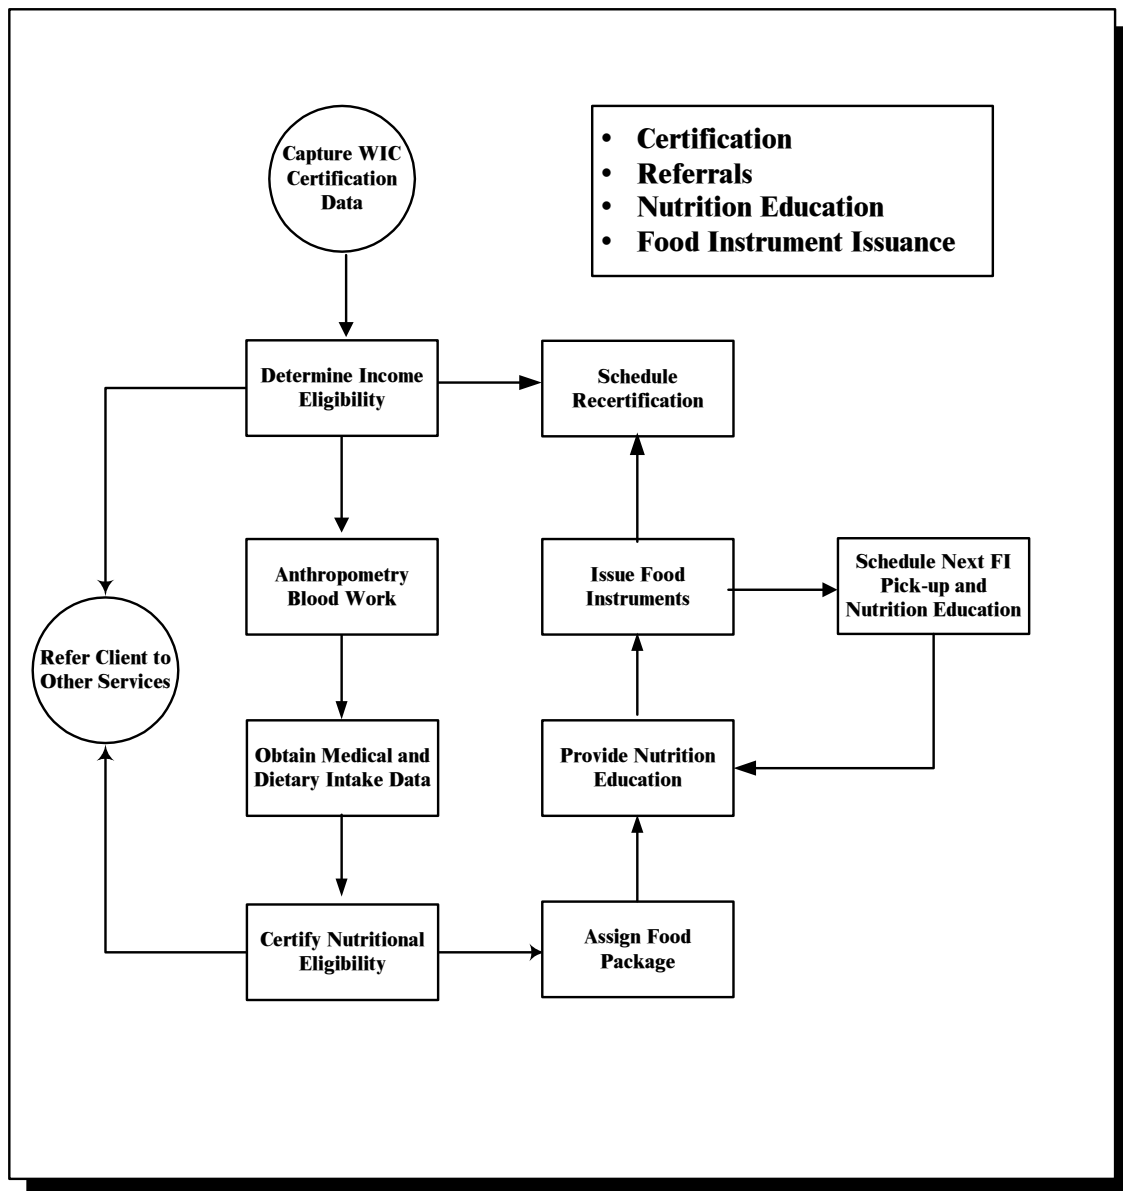 Capture WIC
Certification
Data
• Certification
• Referrals
• Nutrition Education
• Food Instrument Issuance
Determine Income
Eligibility
Schedule
Recertification
Anthropometry
Blood Work
Issue Food
Instruments
Schedule Next FI
Pick-up and
Nutrition Education
Refer Client to
Other Services
Obtain Medical and
Dietary Intake Data
Provide Nutrition
Education
Certify Nutritional
Eligibility
Assign Food
Package